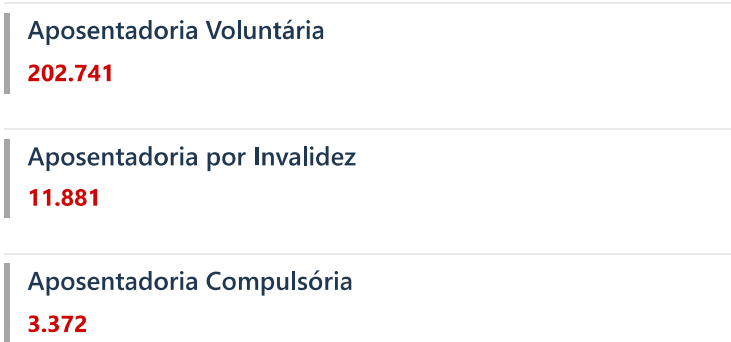 Aposentadoria Voluntária
202.741
Aposentadoria por Invalidez
11.881
Aposentadoria Compulsória
3.372